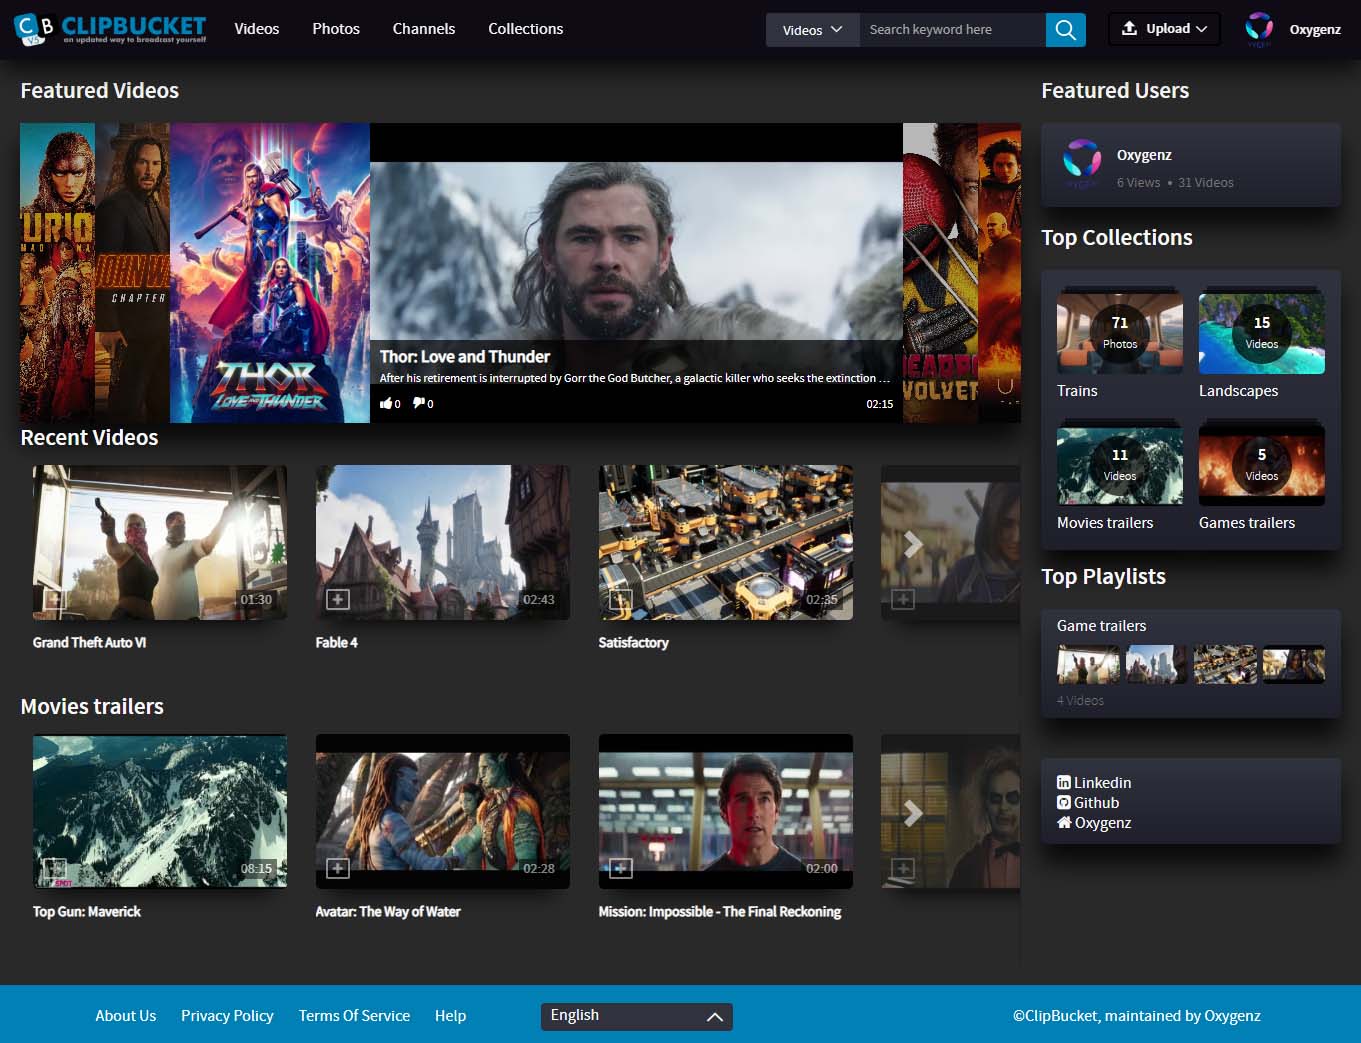 CB V5 CLIPBUCKET
an updated way to broadcast yourself
Videos
Photos
Channels
Collections
Videos
Search keyword here
Upload
Oxygenz
Featured Videos
CHAPTER
THOR
LOVE AND THUNDER
Thor: Love and Thunder
After his retirement is interrupted by Gorr the God Butcher, a galactic killer who seeks the extinction …
0
0
02:15
Recent Videos
01:30
02:43
02:35
Grand Theft Auto VI
Fable 4
Satisfactory
Movies trailers
08:15
SPOT
02:28
02:00
Top Gun: Maverick
Avatar: The Way of Water
Mission: Impossible - The Final Reckoning
Featured Users
Oxygenz
6 Views • 31 Videos
Top Collections
71
Photos
15
Videos
Trains
Landscapes
11
Videos
5
Videos
Movies trailers
Games trailers
Top Playlists
Game trailers
4 Videos
Linkedin
Github
Oxygenz
About Us
Privacy Policy
Terms Of Service
Help
English
©ClipBucket, maintained by Oxygenz